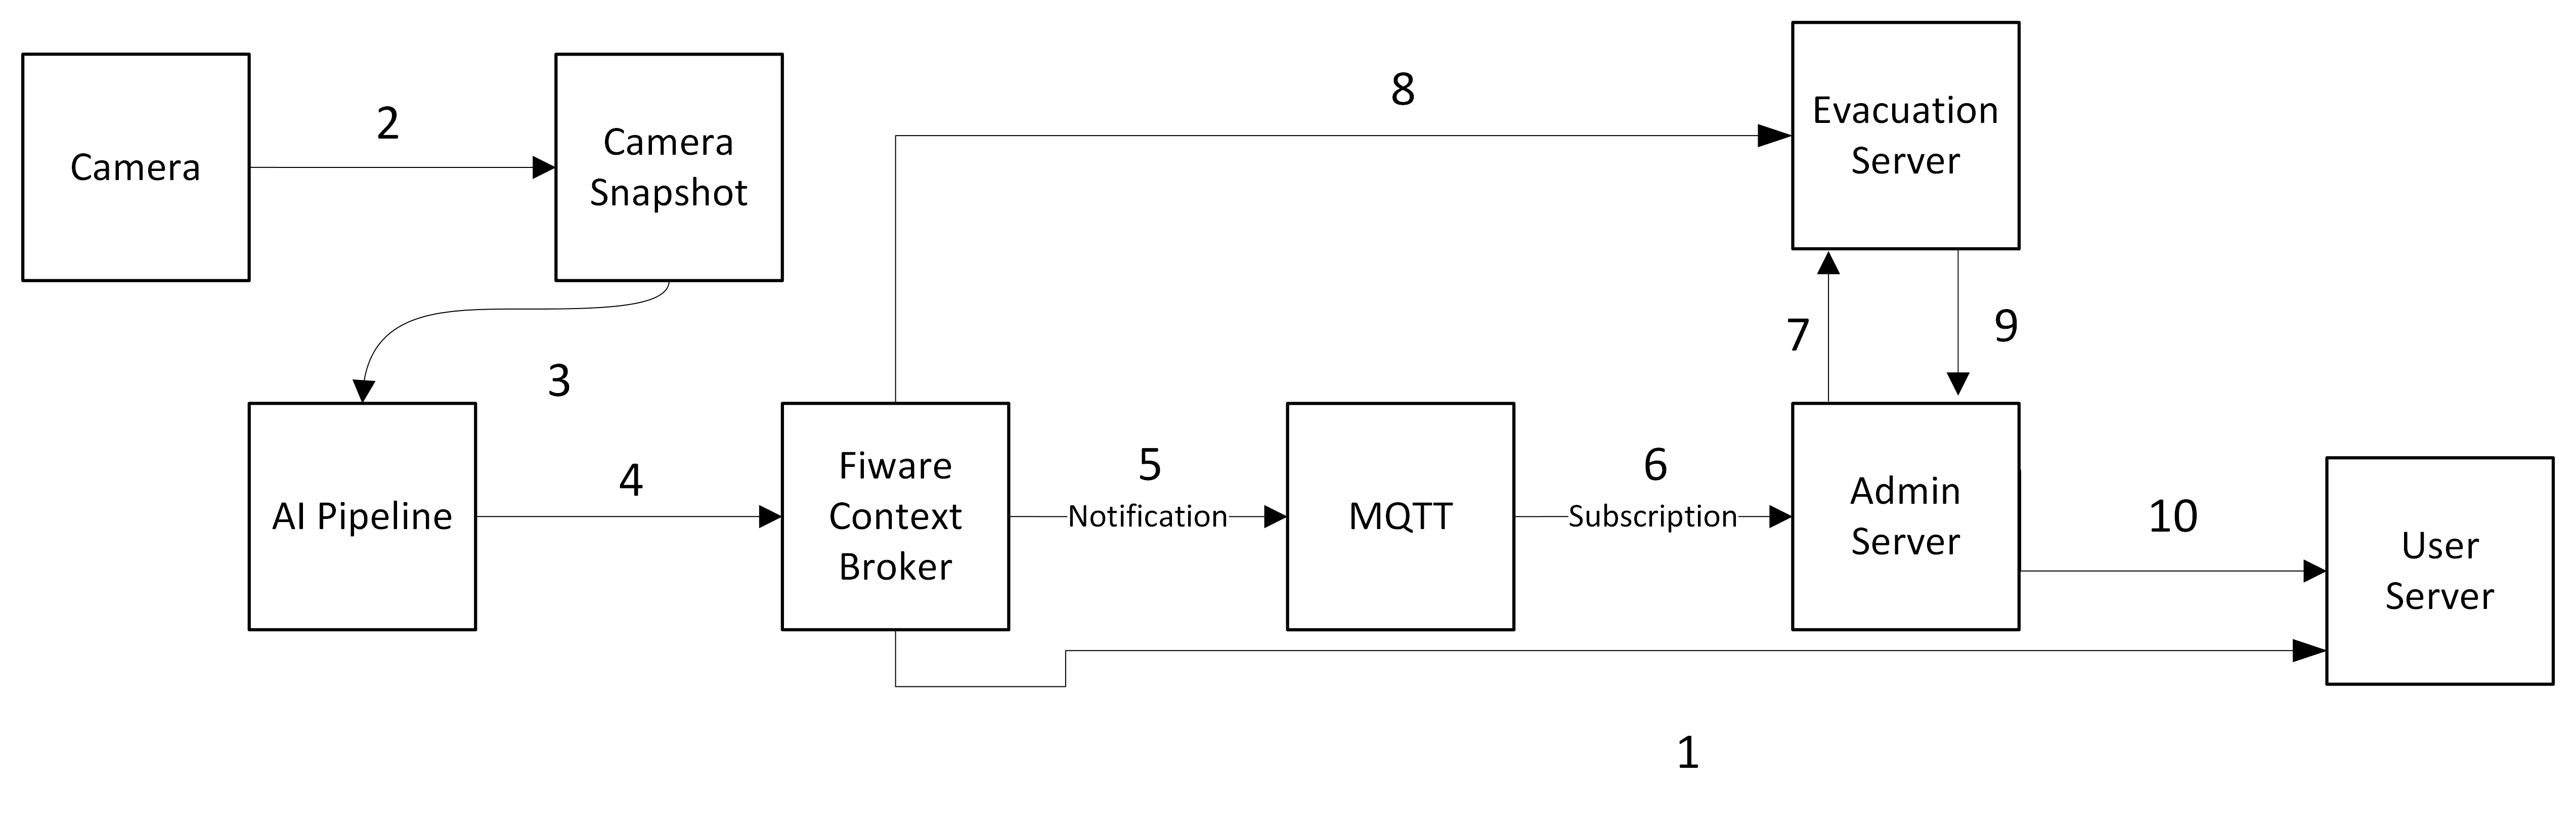 8
Evacuation
Server
2
Camera
Camera
Snapshot
7
9
3
4
5
6
AI Pipeline
Fiware
Context
Broker
Notification
MQTT
Subscription
Admin
Server
10
User
Server
1